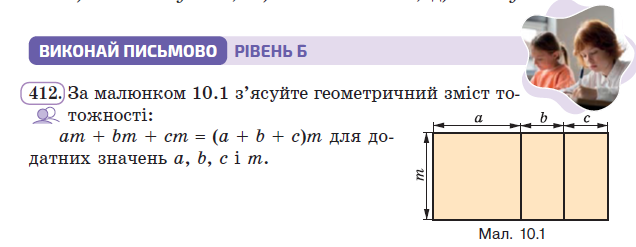 ВИКОНАЙ ПИСЬМОВО РІВЕНЬ Б
412. За малюнком 10.1 з’ясуйте геометричний зміст то-
тожності:
am + bm + cm = (a + b + c)m для до-
датних значень a, b, c і m.
a b c
m
Мал. 10.1